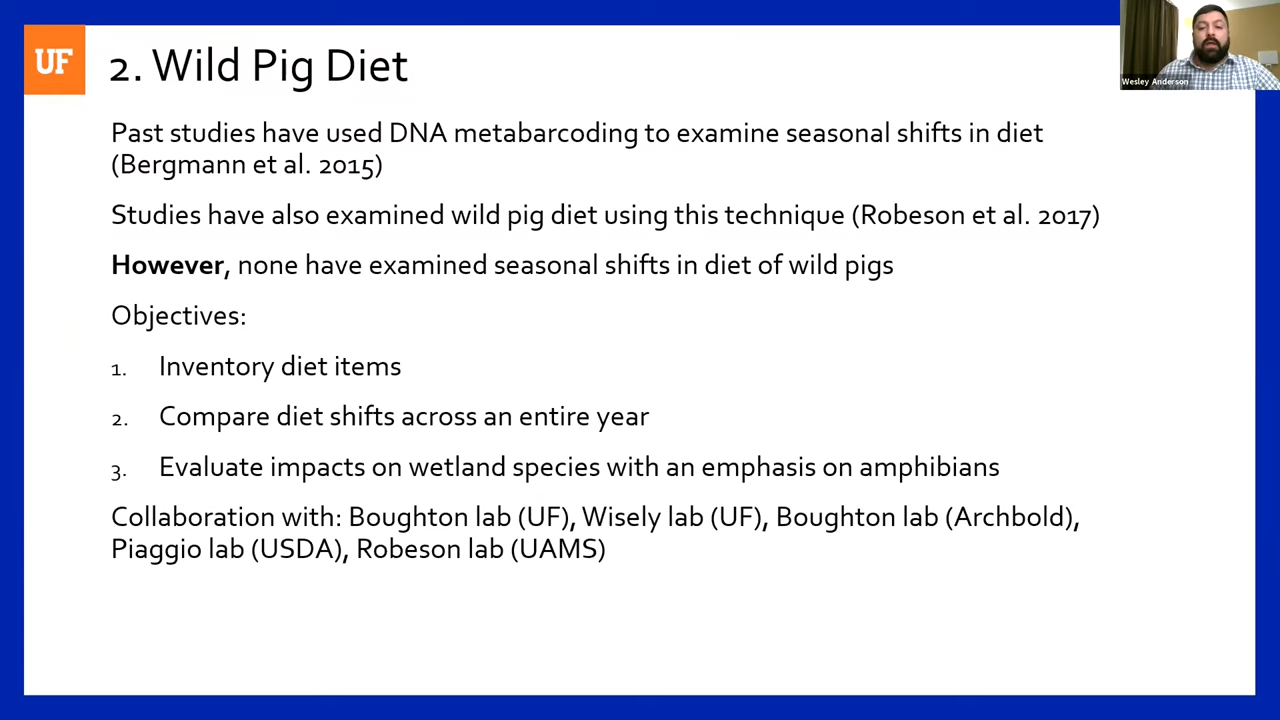 UF
2. Wild Pig Diet
Wesley Anderson
Past studies have used DNA metabarcoding to examine seasonal shifts in diet
(Bergmann et al. 2015)
Studies have also examined wild pig diet using this technique (Robeson et al. 2017)
However, none have examined seasonal shifts in diet of wild pigs
Objectives:
1. Inventory diet items
2. Compare diet shifts across an entire year
3. Evaluate impacts on wetland species with an emphasis on amphibians
Collaboration with: Boughton lab (UF), Wisely lab (UF), Boughton lab (Archbold),
Piaggio lab (USDA), Robeson lab (UAMS)